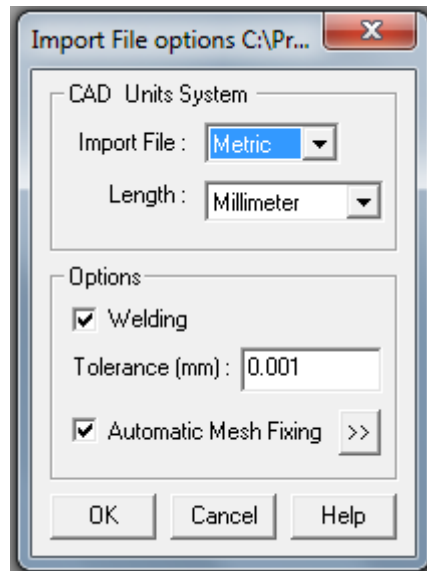 Import File options C:\Pr...
CAD Units System
Import File : Metric
Length : Millimeter
Options
Welding
Tolerance (mm) : 0.001
Automatic Mesh Fixing >>
OK Cancel Help